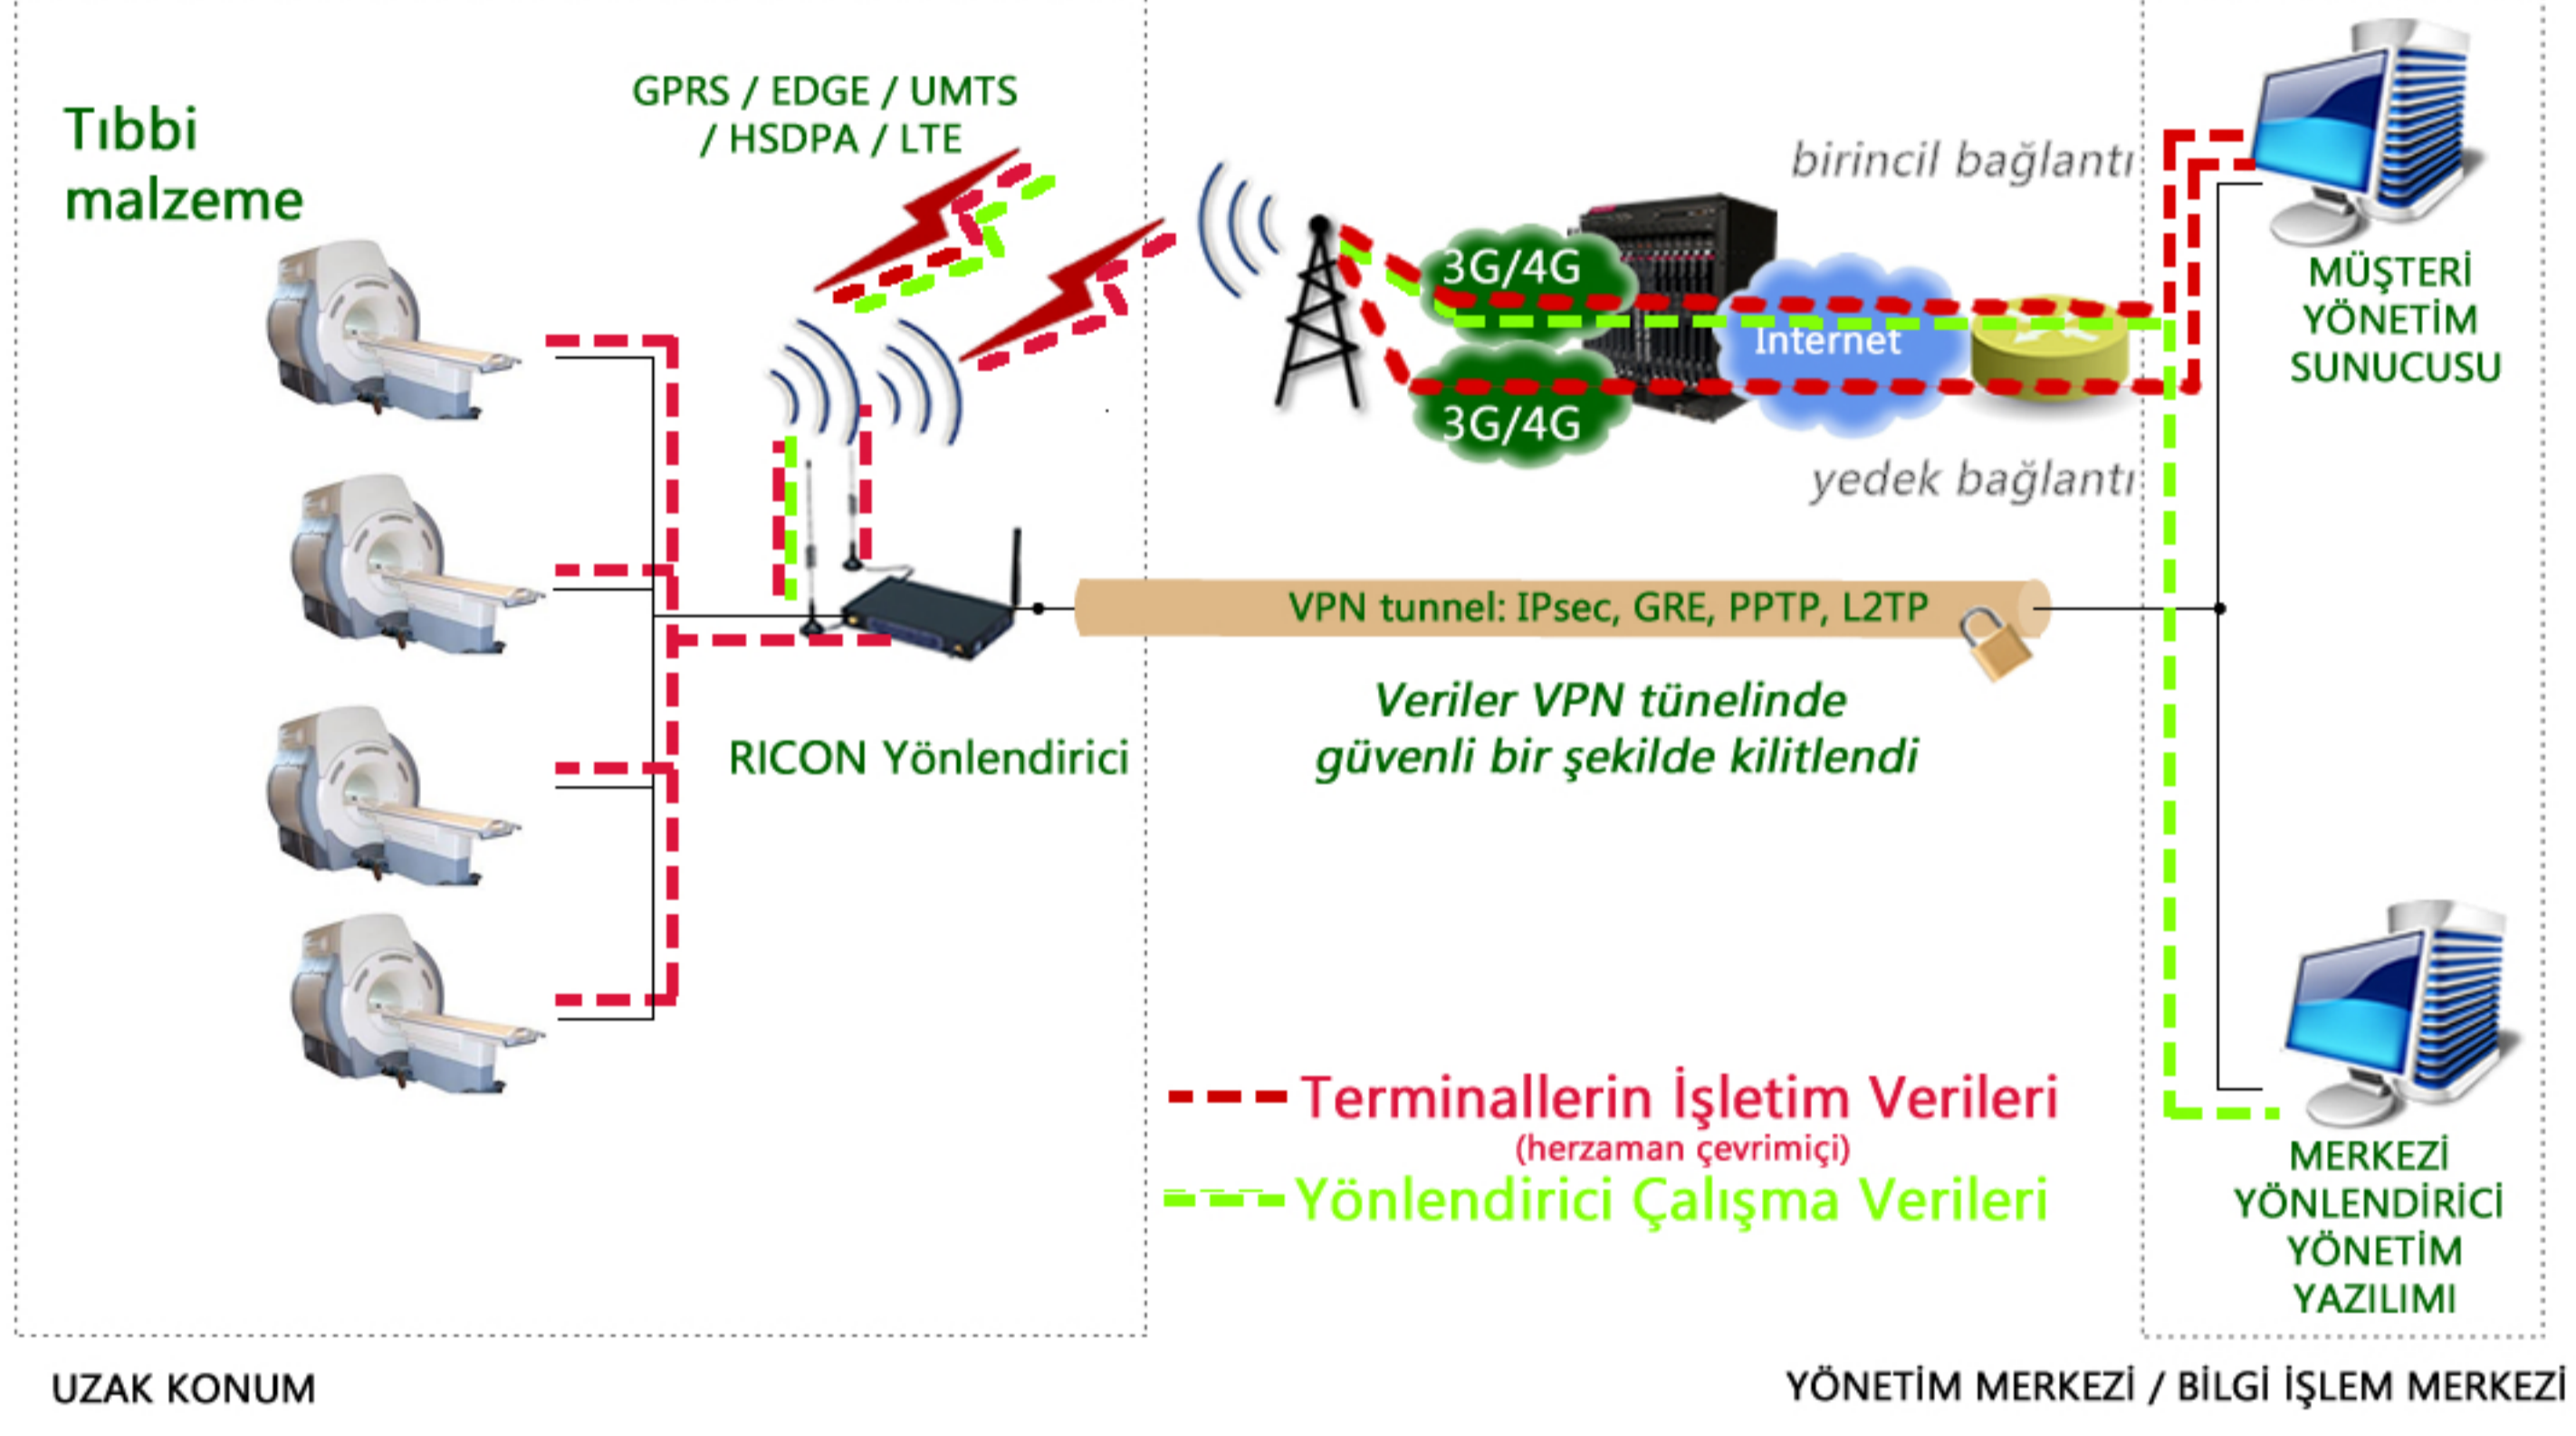 Tıbbi
malzeme
GPRS / EDGE / UMTS
/ HSDPA / LTE
birincil bağlantı
3G/4G
Internet
3G/4G
yedek bağlantı
MÜŞTERİ
YÖNETİM
SUNUCUSU
VPN tunnel: IPsec, GRE, PPTP, L2TP
Veriler VPN tünelinde
güvenli bir şekilde kilitlendi
RICON Yönlendirici
Terminallerin İşletim Verileri
(herzaman çevrimiçi)
Yönlendirici Çalışma Verileri
MERKEZİ
YÖNLENDİRİCİ
YÖNETİM
YAZILIMI
UZAK KONUM
YÖNETİM MERKEZİ / BİLGİ İŞLEM MERKEZİ